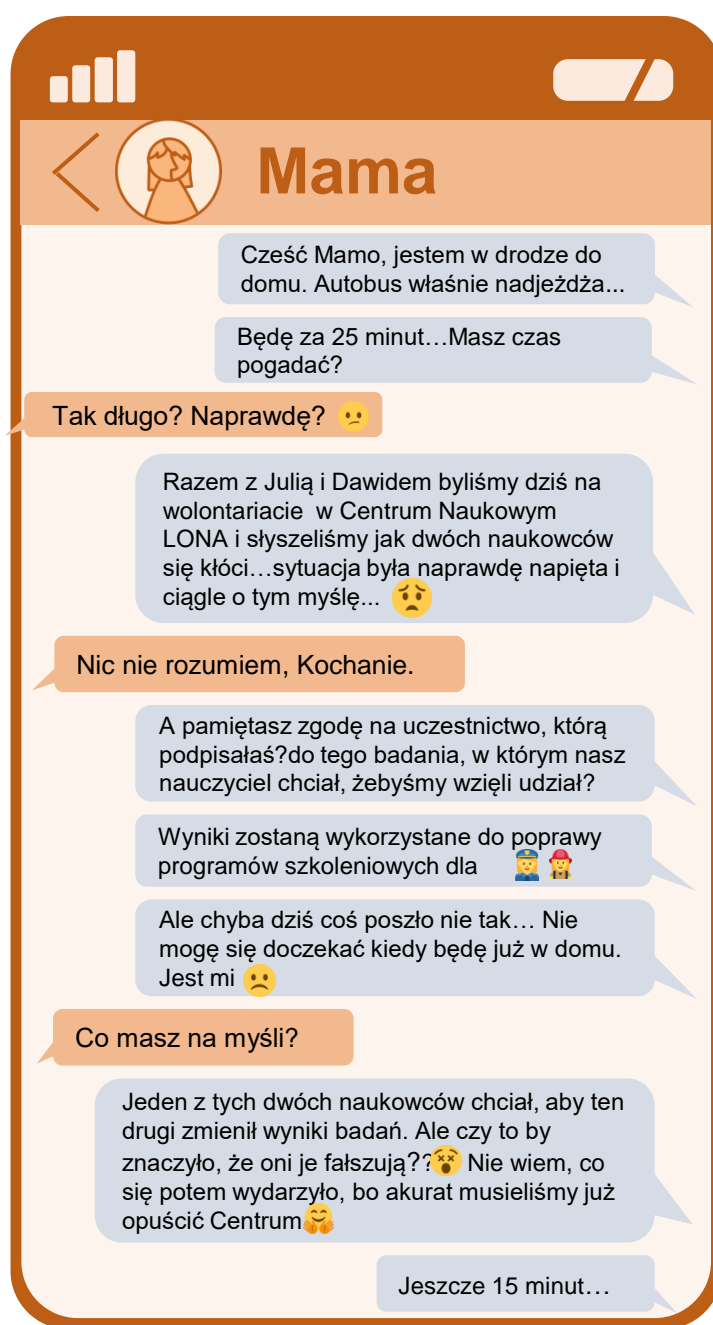 Mama
Cześć Mamo, jestem w drodze do
domu. Autobus właśnie nadjeżdża...
Będę za 25 minut…Masz czas
pogadać?
Tak długo? Naprawdę? 😕
Razem z Julią i Dawidem byliśmy dziś na
wolontariacie w Centrum Naukowym
LONA i słyszeliśmy jak dwóch naukowców
się kłóci…sytuacja była naprawdę napięta i
ciągle o tym myślę... 😟
Nic nie rozumiem, Kochanie.
A pamiętasz zgodę na uczestnictwo, którą
podpisałaś?do tego badania, w którym nasz
nauczyciel chciał, żebyśmy wzięli udział?
Wyniki zostaną wykorzystane do poprawy
programów szkoleniowych dla 👮‍♀️ 👩‍🚒
Ale chyba dziś coś poszło nie tak… Nie
mogę się doczekać kiedy będę już w domu.
Jest mi 🙁
Co masz na myśli?
Jeden z tych dwóch naukowców chciał, aby ten
drugi zmienił wyniki badań. Ale czy to by
znaczyło, że oni je fałszują??😵 Nie wiem, co
się potem wydarzyło, bo akurat musieliśmy już
opuścić Centrum🤗
Jeszcze 15 minut…